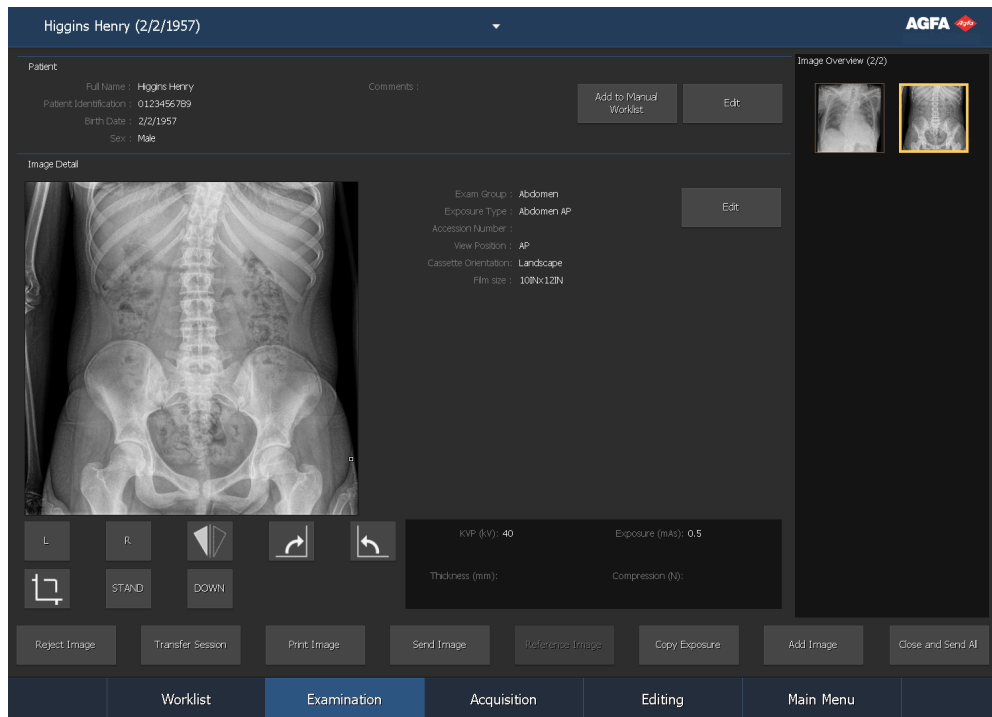 Higgins Henry (2/2/1957)
AGFA
Agfa
Patient
Full Name : Higgins Henry
Comments :
Patient Identification : 0123456789
Birth Date : 2/2/1957
Sex : Male
Add to Manual
Worklist
Edit
Image Overview (2/2)
Image Detail
Exam Group : Abdomen
Exposure Type : Abdomen AP
Accession Number :
View Position : AP
Cassette Orientation: Landscape
Film size : 10INx12IN
Edit
L
R
STAND
DOWN
KVP (kV): 40
Exposure (mAs): 0.5
Thickness (mm):
Compression (N):
Reject Image
Transfer Session
Print Image
Send Image
Reference Image
Copy Exposure
Add Image
Close and Send All
Worklist
Examination
Acquisition
Editing
Main Menu